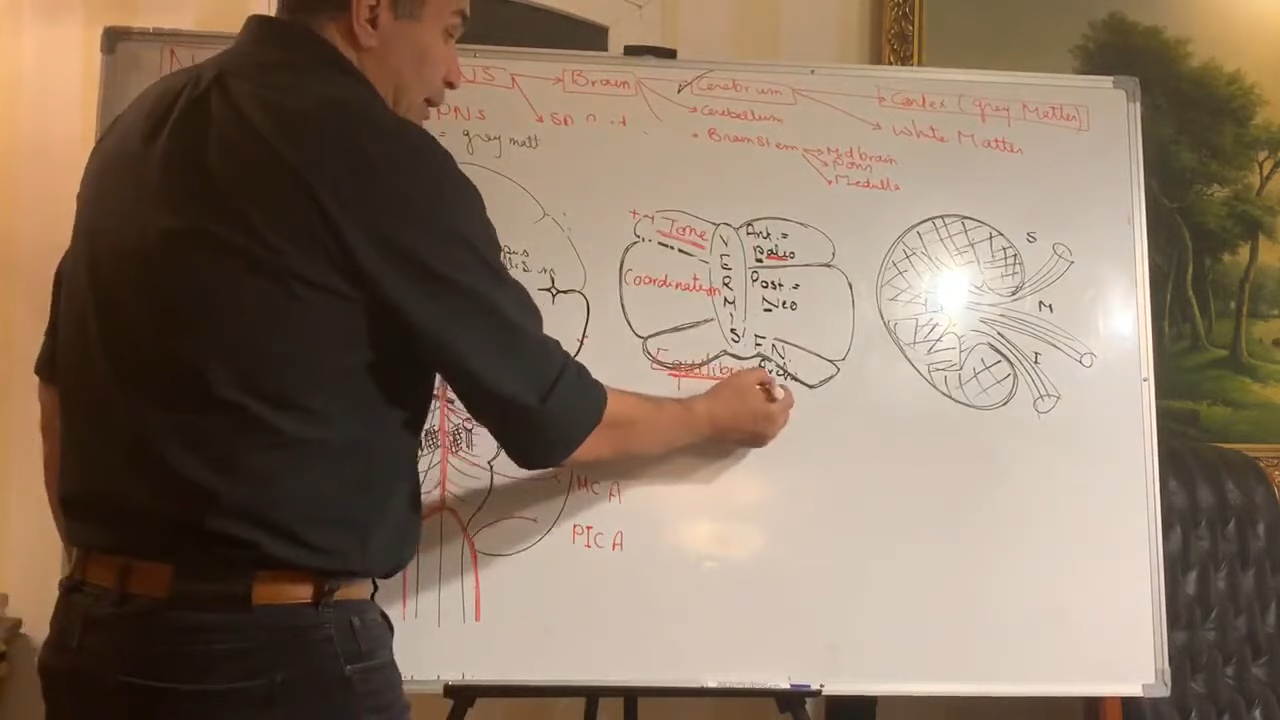 NS Brain Cerebrum Cortex (grey Matter)
PNS Cerebellum White Matter
= grey matt Brainstem Midbrain
Pons
Medulla
Tone
VERMIS
Ant. =
Paleo
Coordination
Post. =
Neo
F.N.
S
M
I
MCA
PICA